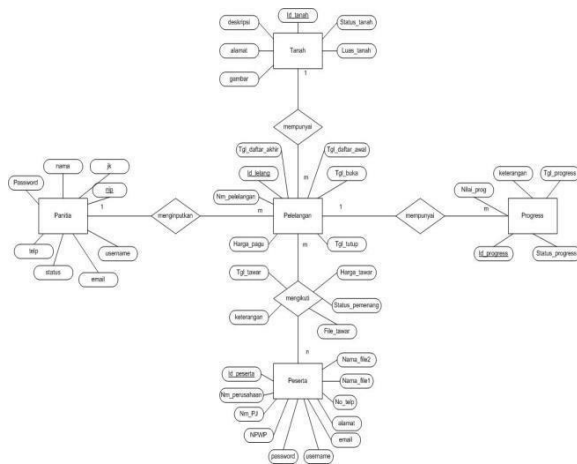 Id_tanah
deskripsi
Status_tanah
alamat
Tanah
Luas_tanah
gambar
1
mempunyai
Tgl_daftar_akhir
Tgl_daftar_awal
nama
jk
keterangan
Tgl_progress
Password
nip
Id_lelang
Tgl_buka
Nilai_prog
m
Nm_pelelangan
Panitia
1
menginputkan
m
Pelelangan
1
mempunyai
m
Progress
telp
username
Harga_pagu
m
Tgl_tutup
Id_progress
Status_progress
status
email
Tgl_tawar
Harga_tawar
mengikuti
Status_pemenang
keterangan
File_tawar
n
Nama_file2
Id_peserta
Peserta
Nama_file1
Nm_perusahaan
No_telp
Nm_PJ
alamat
NPWP
email
password
username